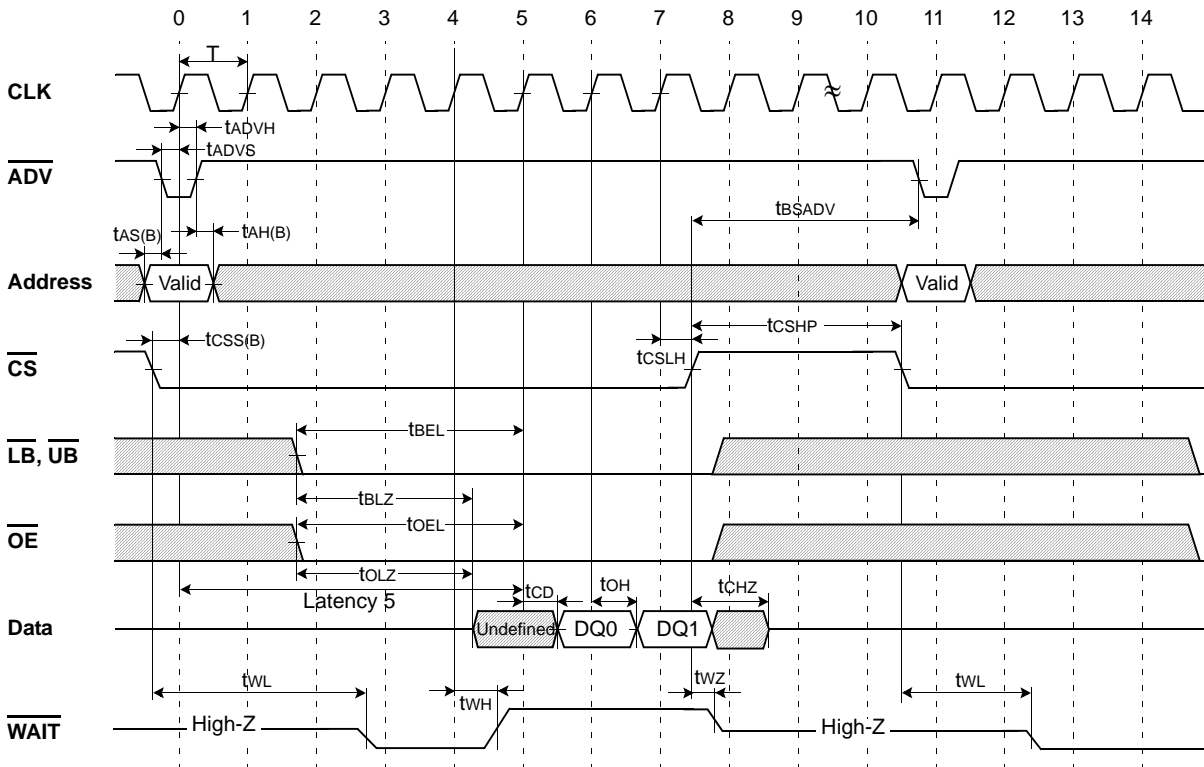 0 1 2 3 4 5 6 7 8 9 10 11 12 13 14
T
CLK
≈
tADVH
tADVS
ADV
tBSADV
tAS(B)
tAH(B)
Address
Valid
Valid
tCSHP
tCSS(B)
tCSLH
CS
tBEL
LB, UB
tBLZ
tOEL
OE
tOLZ
tCD
tOH
tCHZ
Latency 5
Data
Undefined
DQ0
DQ1
tWL
tWH
tWZ
tWL
High-Z
High-Z
WAIT